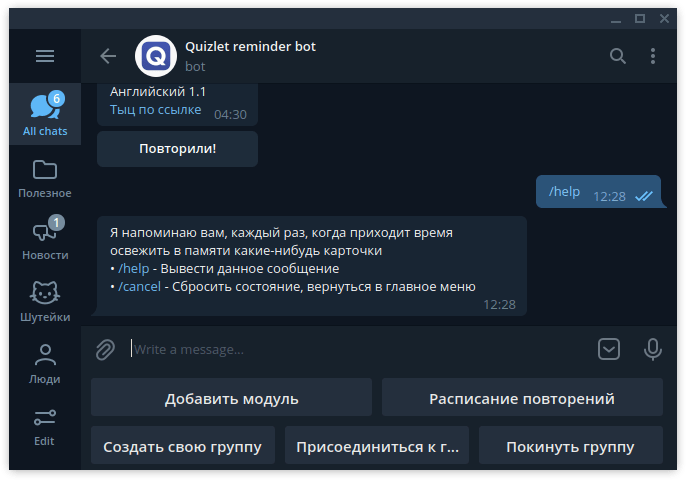 Quizlet reminder bot
bot
Английский 1.1
Тыц по ссылке 04:30
Повторили!
/help 12:28
Я напоминаю вам, каждый раз, когда приходит время
освежить в памяти какие-нибудь карточки
• /help - Вывести данное сообщение
• /cancel - Сбросить состояние, вернуться в главное меню
12:28
Write a message...
Добавить модуль
Расписание повторений
Создать свою группу
Присоединиться к г...
Покинуть группу
6
All chats
Полезное
1
Новости
Шутейки
Люди
Edit